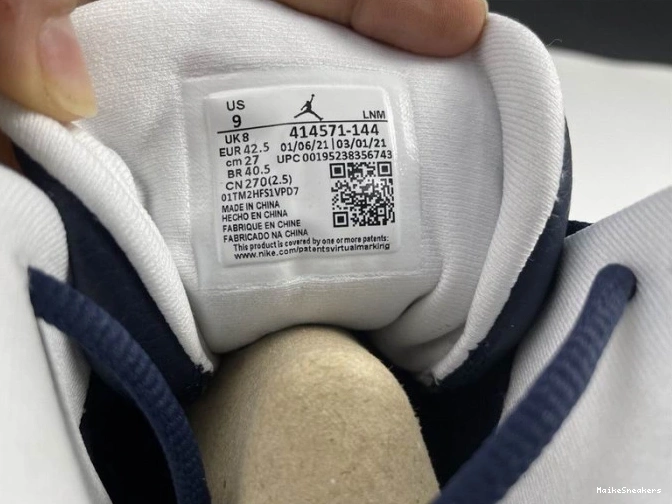 US
9
LNM
UK 8
414571-144
EUR 42.5
01/06/21 | 03/01/21
cm 27
UPC 00195238356743
BR 40.5
CN 270(2.5)
01TM2HFS1VPD7
MADE IN CHINA
HECHO EN CHINA
FABRIQUE EN CHINE
FABRICADO NA CHINA
This product is covered by one or more patents:
www.nike.com/patentsvirtualmarking
MaikeSneakers